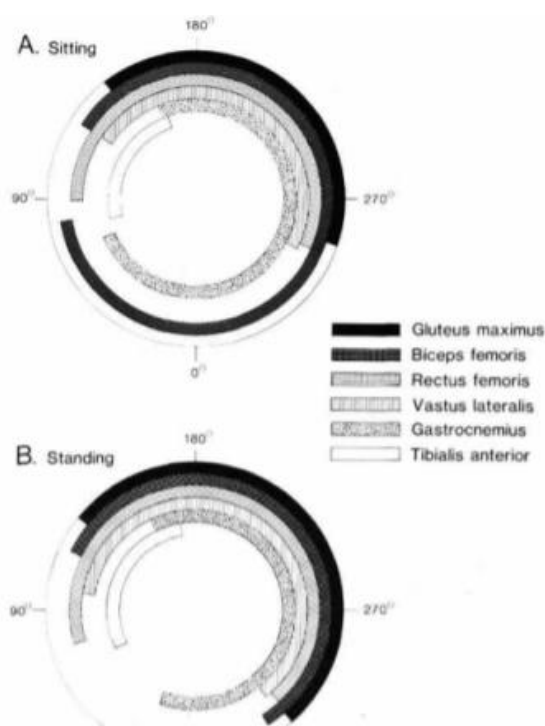 180°
A. Sitting
90°
270°
0°
Gluteus maximus
Biceps femoris
Rectus femoris
Vastus lateralis
Gastrocnemius
Tibialis anterior
180°
B. Standing
90°
270°